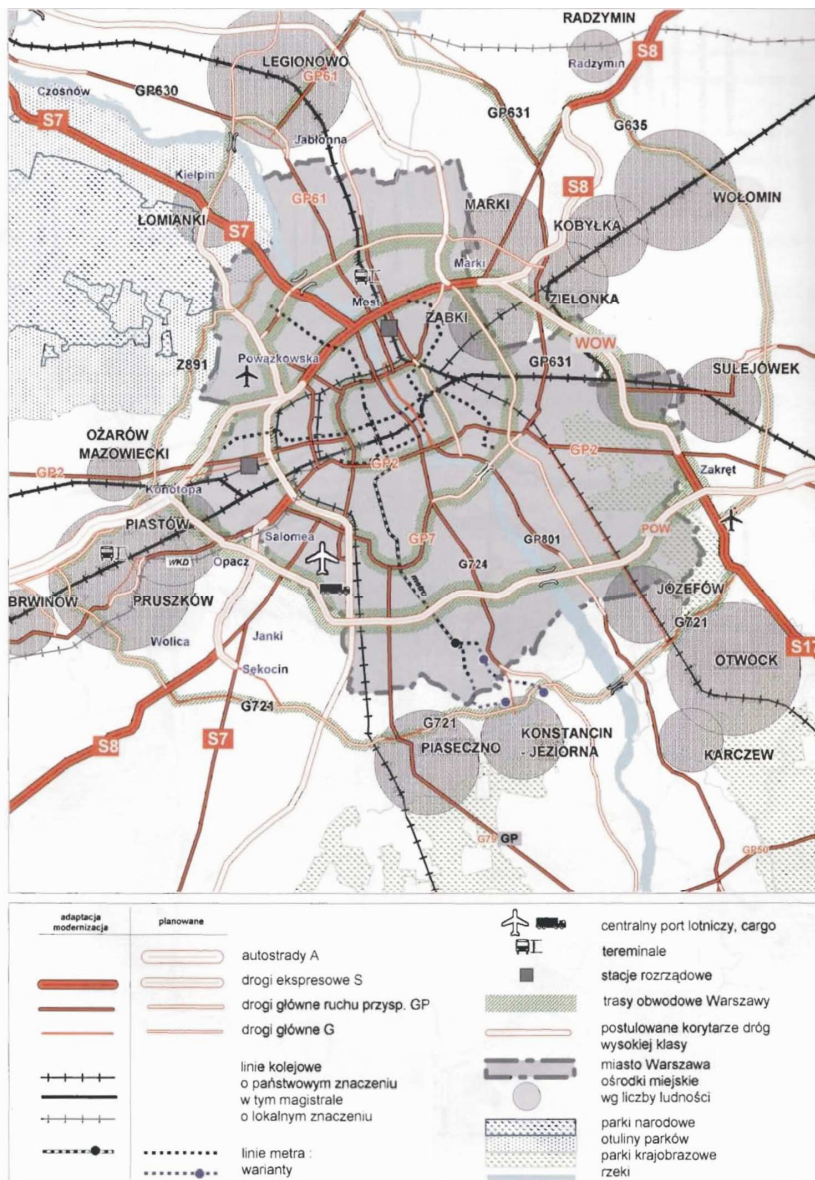 RADZYMIN
S8
Radzymin
LEGIONOWO
GP61
Czosnów
GP630
GP631
G635
S7
Jabłonna
Kiełpin
S8
GP61
MARKI
WOŁOMIN
ŁOMIANKI
S7
KOBYŁKA
Marki
ZIELONKA
Most
ZĄBKI
WOW
Z891
Powązkowska
GP631
SULEJÓWEK
OŻARÓW
MAZOWIECKI
GP2
GP2
GP2
Zakręt
Konotopa
PIASTÓW
POW
Salomea
GP7
GP801
WKD
Opacz
G724
metro
BRWINÓW
PRUSZKÓW
JÓZEFÓW
G721
Wolica
Janki
OTWOCK
S17
Sękocin
G721
G721
S8
S7
PIASECZNO
KONSTANCIN
- JEZIORNA
KARCZEW
G79 GP
GP50
adaptacja
modernizacja
planowane
autostrady A
drogi ekspresowe S
drogi główne ruchu przysp. GP
drogi główne G
linie kolejowe
o państwowym znaczeniu
w tym magistrale
o lokalnym znaczeniu
linie metra :
warianty
centralny port lotniczy, cargo
tereminale
stacje rozrządowe
trasy obwodowe Warszawy
postulowane korytarze dróg
wysokiej klasy
miasto Warszawa
ośrodki miejskie
wg liczby ludności
parki narodowe
otuliny parków
parki krajobrazowe
rzeki